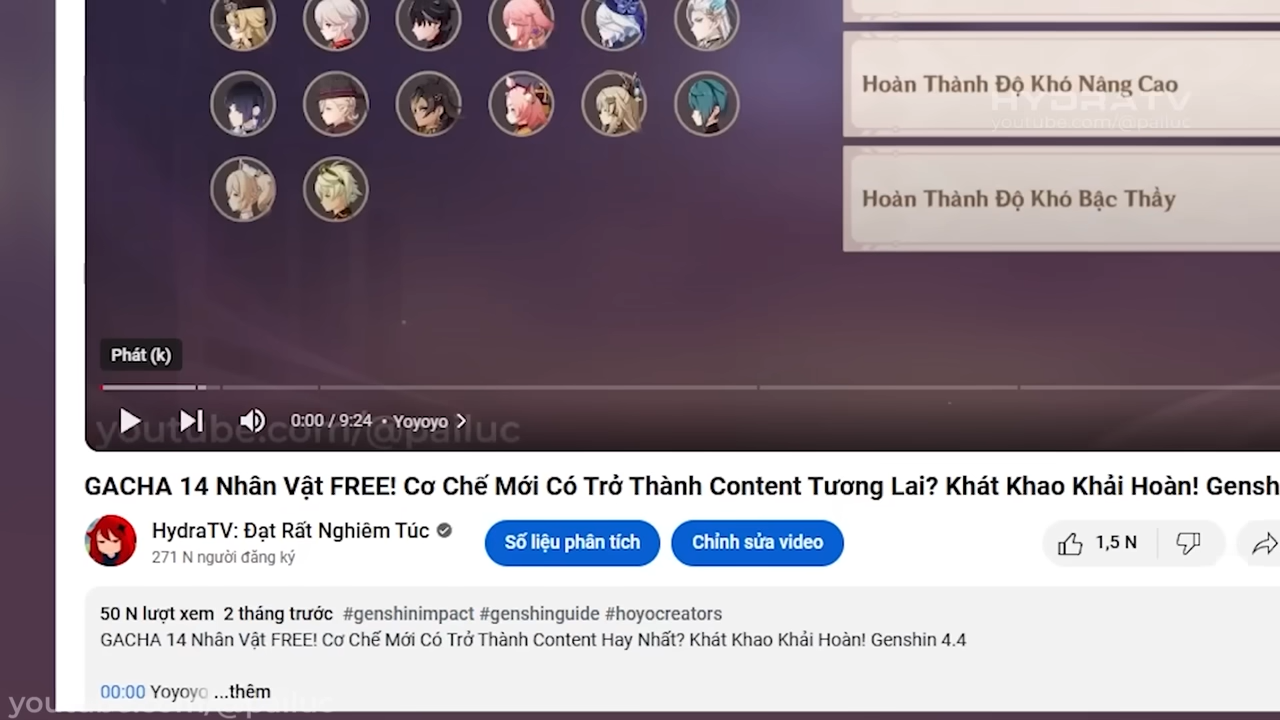 Hoàn Thành Độ Khó Nâng Cao
HYDRATV
youtube.com/@pailuc
Hoàn Thành Độ Khó Bậc Thầy
Phát (k)
0:00 / 9:24 • Yoyoyo
youtube.com/@pailuc
GACHA 14 Nhân Vật FREE! Cơ Chế Mới Có Trở Thành Content Tương Lai? Khát Khao Khải Hoàn! Gensh
HydraTV: Đạt Rất Nghiêm Túc
Số liệu phân tích
Chỉnh sửa video
1,5 N
271 N người đăng ký
50 N lượt xem 2 tháng trước #genshinimpact #genshinguide #hoyocreators
GACHA 14 Nhân Vật FREE! Cơ Chế Mới Có Trở Thành Content Hay Nhất? Khát Khao Khải Hoàn! Genshin 4.4
00:00 Yoyoyo ...thêm
youtube.com/@pailuc